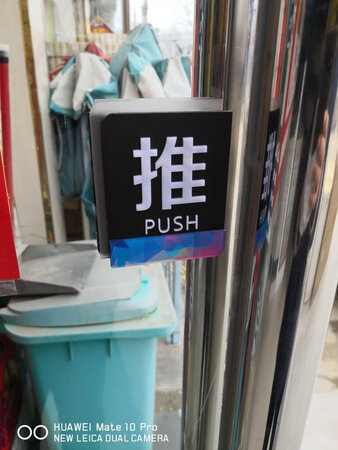 推
PUSH
HUAWEI Mate 10 Pro
NEW LEICA DUAL CAMERA